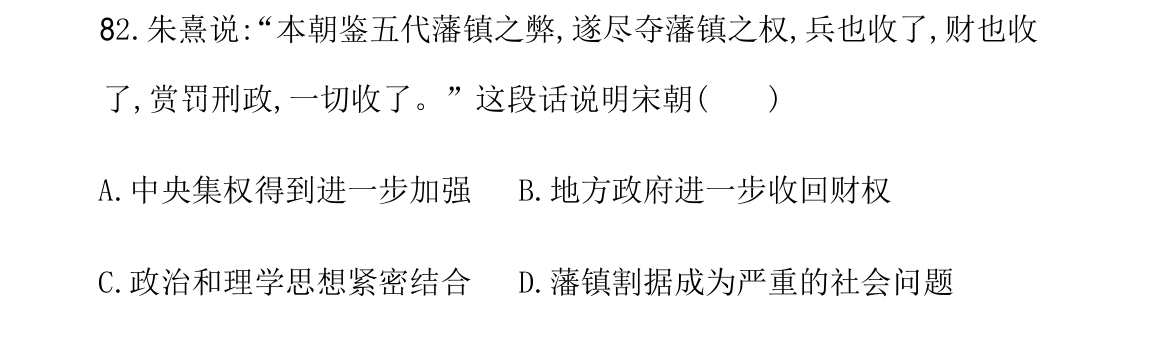 82.朱熹说:“本朝鉴五代藩镇之弊,遂尽夺藩镇之权,兵也收了,财也收
了,赏罚刑政,一切收了。”这段话说明宋朝(  )
A.中央集权得到进一步加强 B.地方政府进一步收回财权
C.政治和理学思想紧密结合 D.藩镇割据成为严重的社会问题